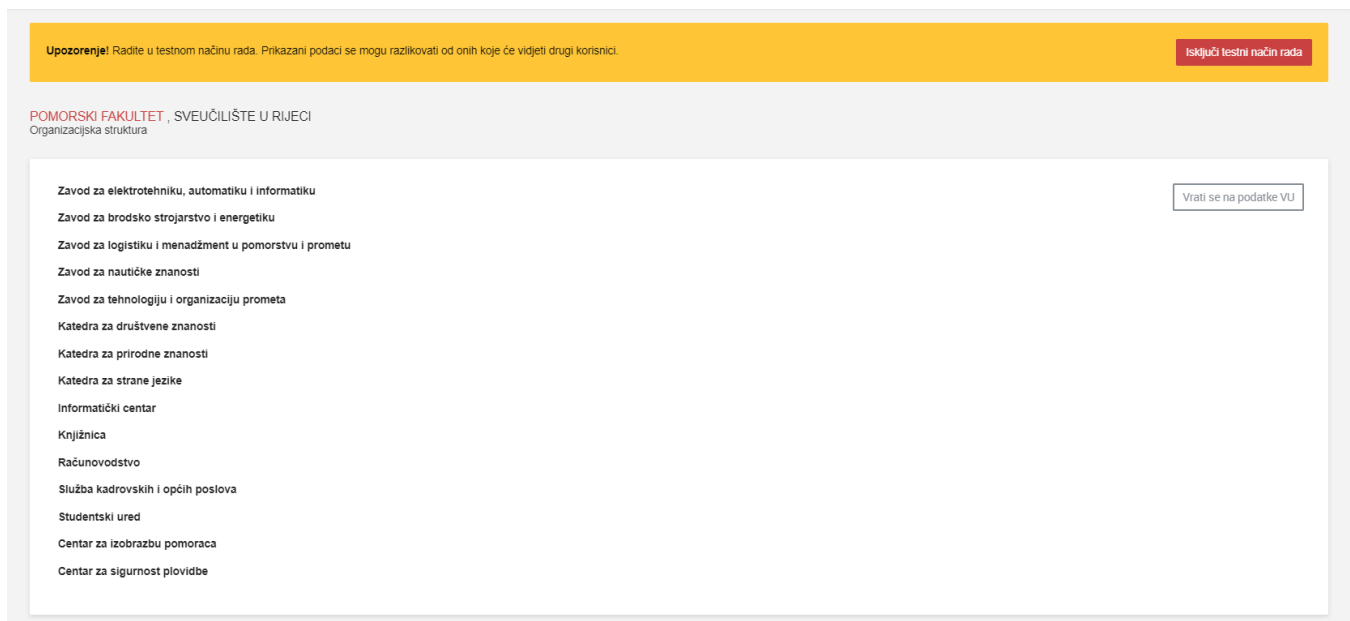 Upozorenje! Radite u testnom načinu rada. Prikazani podaci se mogu razlikovati od onih koje će vidjeti drugi korisnici.
Isključi testni način rada
POMORSKI FAKULTET , SVEUČILIŠTE U RIJECI
Organizacijska struktura
Zavod za elektrotehniku, automatiku i informatiku
Vrati se na podatke VU
Zavod za brodsko strojarstvo i energetiku
Zavod za logistiku i menadžment u pomorstvu i prometu
Zavod za nautičke znanosti
Zavod za tehnologiju i organizaciju prometa
Katedra za društvene znanosti
Katedra za prirodne znanosti
Katedra za strane jezike
Informatički centar
Knjižnica
Računovodstvo
Služba kadrovskih i općih poslova
Studentski ured
Centar za izobrazbu pomoraca
Centar za sigurnost plovidbe